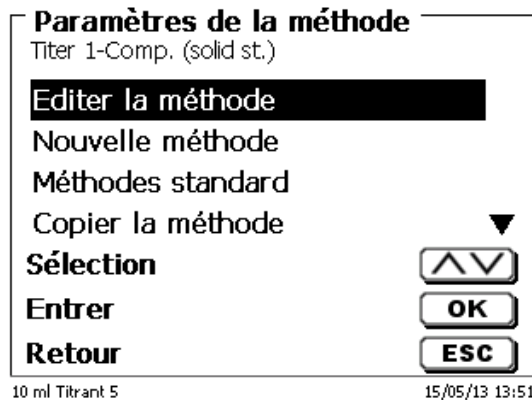 Paramètres de la méthode
Titer 1-Comp. (solid st.)
Editer la méthode
Nouvelle méthode
Méthodes standard
Copier la méthode
Sélection
Entrer OK
Retour ESC
10 ml Titrant 5 15/05/13 13:51